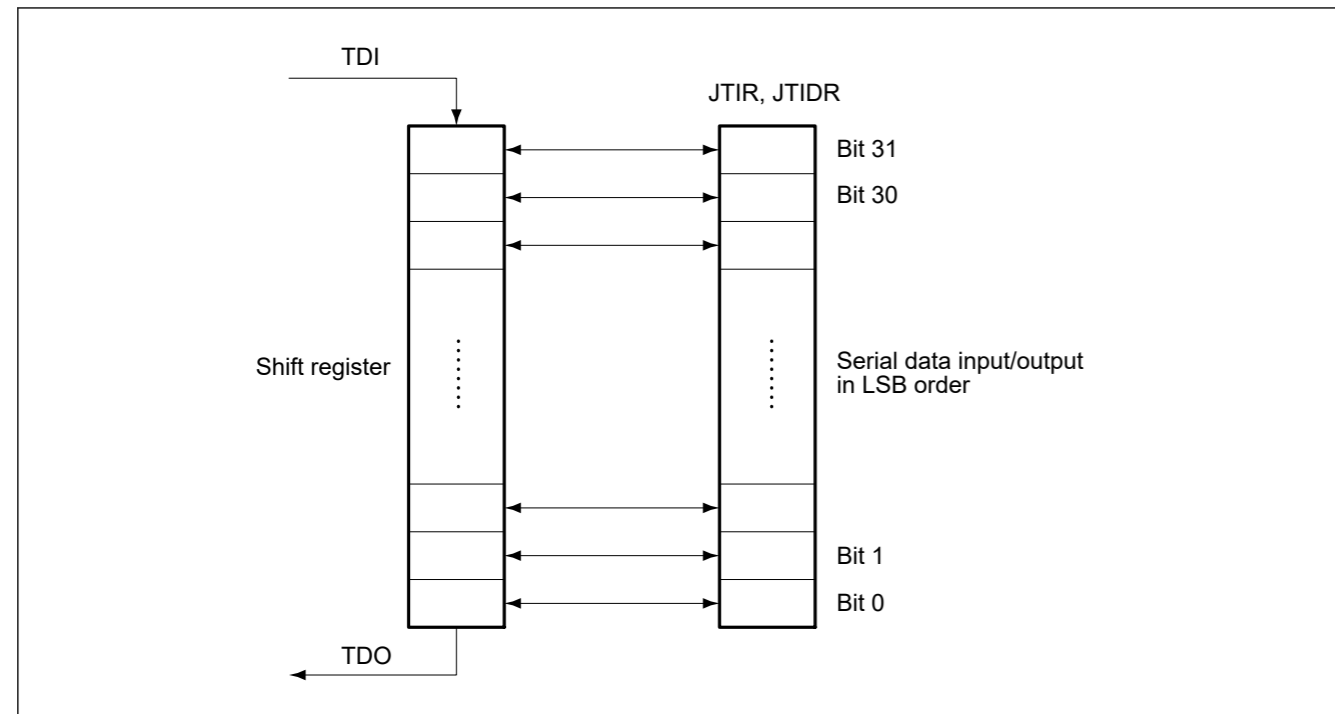 TDI
JTIR, JTIDR
Bit 31
Bit 30
Shift register
Serial data input/output
in LSB order
Bit 1
Bit 0
TDO